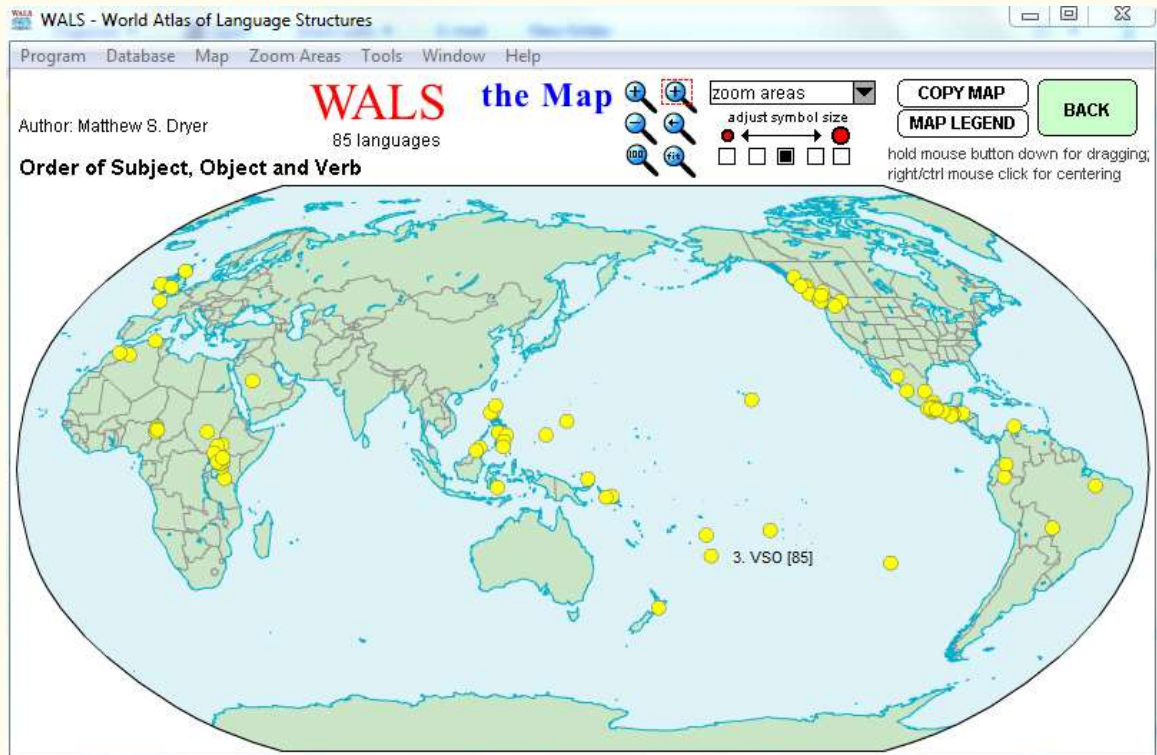 WALS - World Atlas of Language Structures
Program Database Map Zoom Areas Tools Window Help
WALS the Map
zoom areas
COPY MAP
BACK
Author: Matthew S. Dryer
85 languages
adjust symbol size
MAP LEGEND
Order of Subject, Object and Verb
hold mouse button down for dragging;
right/ctrl mouse click for centering
100
fit
3. VSO [85]